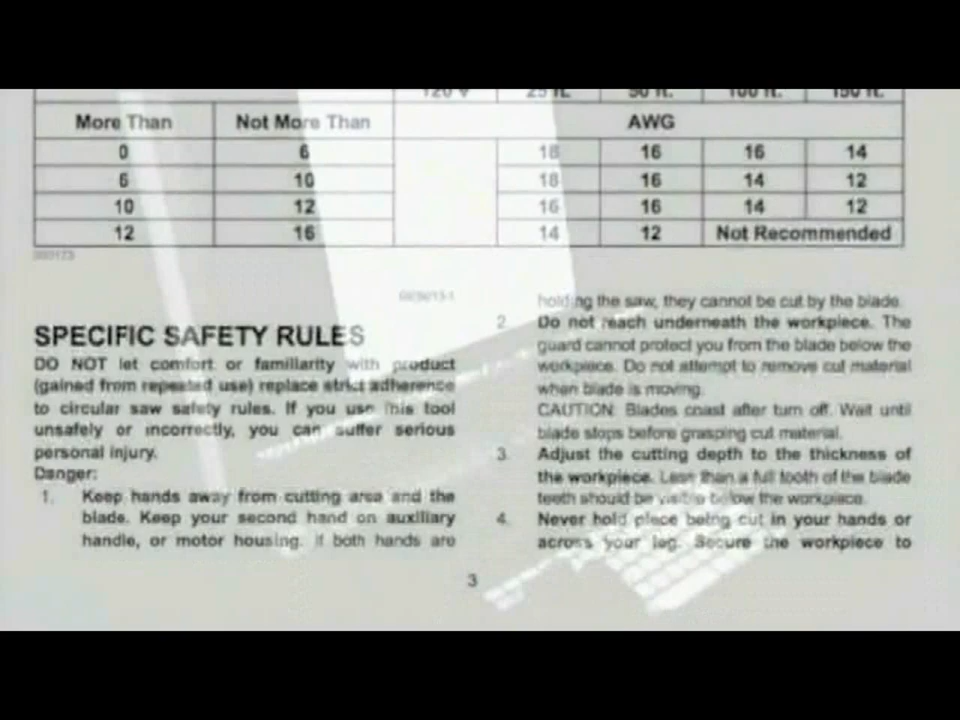 120 V 25 ft. 50 ft. 100 ft. 150 ft.
More Than Not More Than AWG
0 6 18 16 16 14
6 10 18 16 14 12
10 12 16 16 14 12
12 16 14 12 Not Recommended
SPECIFIC SAFETY RULES
DO NOT let comfort or familiarity with product
(gained from repeated use) replace strict adherence
to circular saw safety rules. If you use this tool
unsafely or incorrectly, you can suffer serious
personal injury.
Danger:
1. Keep hands away from cutting area and the
blade. Keep your second hand on auxiliary
handle, or motor housing. If both hands are
holding the saw, they cannot be cut by the blade.
2. Do not reach underneath the workpiece. The
guard cannot protect you from the blade below the
workpiece. Do not attempt to remove cut material
when blade is moving.
CAUTION: Blades coast after turn off. Wait until
blade stops before grasping cut material.
3. Adjust the cutting depth to the thickness of
the workpiece. Less than a full tooth of the blade
teeth should be visible below the workpiece.
4. Never hold piece being cut in your hands or
across your leg. Secure the workpiece to
3